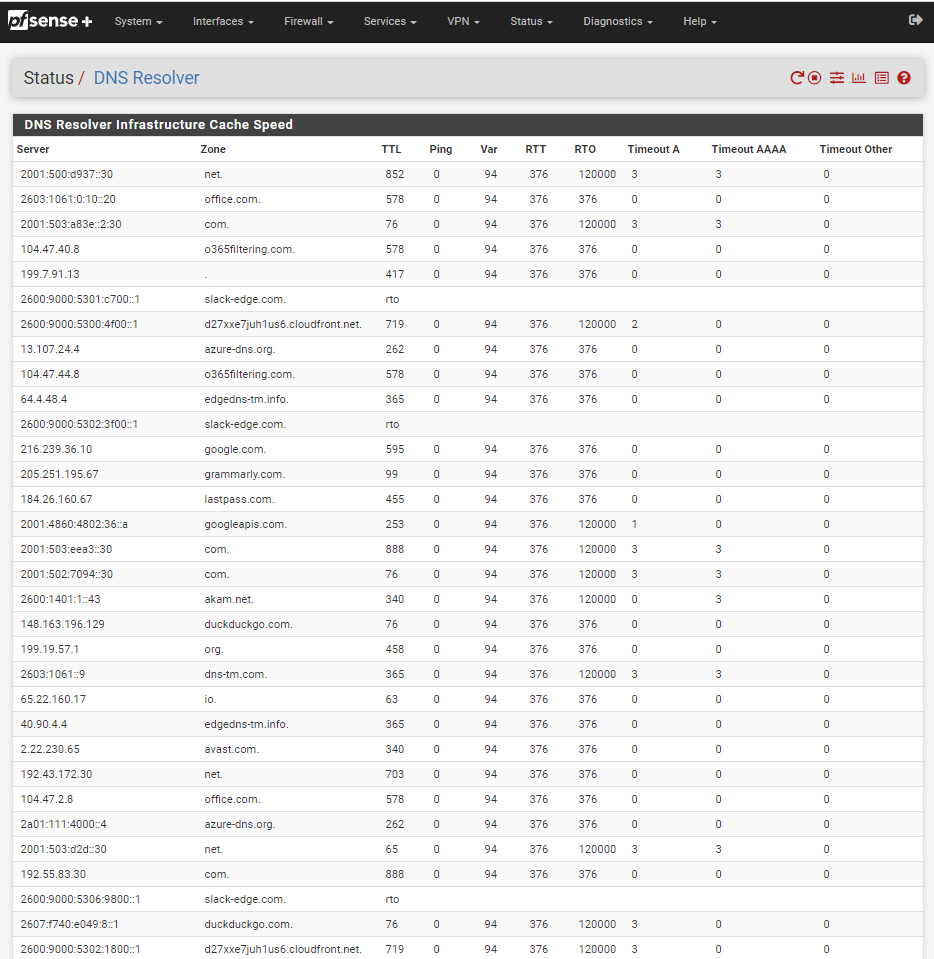 pfsense + System Interfaces Firewall Services VPN Status Diagnostics Help
Status / DNS Resolver
DNS Resolver Infrastructure Cache Speed
Server Zone TTL Ping Var RTT RTO Timeout A Timeout AAAA Timeout Other
2001:500:d937::30 net. 852 0 94 376 120000 3 3 0
2603:1061:0:10::20 office.com. 578 0 94 376 376 0 0 0
2001:503:a83e::2:30 com. 76 0 94 376 120000 3 3 0
104.47.40.8 o365filtering.com. 578 0 94 376 376 0 0 0
199.7.91.13 . 417 0 94 376 376 0 0 0
2600:9000:5301:c700::1 slack-edge.com. rto
2600:9000:5300:4f00::1 d27xxe7juh1us6.cloudfront.net. 719 0 94 376 120000 2 0 0
13.107.24.4 azure-dns.org. 262 0 94 376 376 0 0 0
104.47.44.8 o365filtering.com. 578 0 94 376 376 0 0 0
64.4.48.4 edgedns-tm.info. 365 0 94 376 376 0 0 0
2600:9000:5302:3f00::1 slack-edge.com. rto
216.239.36.10 google.com. 595 0 94 376 376 0 0 0
205.251.195.67 grammarly.com. 99 0 94 376 376 0 0 0
184.26.160.67 lastpass.com. 455 0 94 376 376 0 0 0
2001:4860:4802:36::a googleapis.com. 253 0 94 376 120000 1 0 0
2001:503:eea3::30 com. 888 0 94 376 120000 3 3 0
2001:502:7094::30 com. 76 0 94 376 120000 3 3 0
2600:1401:1::43 akam.net. 340 0 94 376 120000 0 3 0
148.163.196.129 duckduckgo.com. 76 0 94 376 376 0 0 0
199.19.57.1 org. 458 0 94 376 376 0 0 0
2603:1061::9 dns-tm.com. 365 0 94 376 120000 3 3 0
65.22.160.17 io. 63 0 94 376 376 0 0 0
40.90.4.4 edgedns-tm.info. 365 0 94 376 376 0 0 0
2.22.230.65 avast.com. 340 0 94 376 376 0 0 0
192.43.172.30 net. 703 0 94 376 376 0 0 0
104.47.2.8 office.com. 578 0 94 376 376 0 0 0
2a01:111:4000::4 azure-dns.org. 262 0 94 376 376 0 0 0
2001:503:d2d::30 net. 65 0 94 376 120000 3 3 0
192.55.83.30 com. 888 0 94 376 376 0 0 0
2600:9000:5306:9800::1 slack-edge.com. rto
2607:f740:e049:8::1 duckduckgo.com. 76 0 94 376 120000 3 0 0
2600:9000:5302:1800::1 d27xxe7juh1us6.cloudfront.net. 719 0 94 376 120000 3 0 0